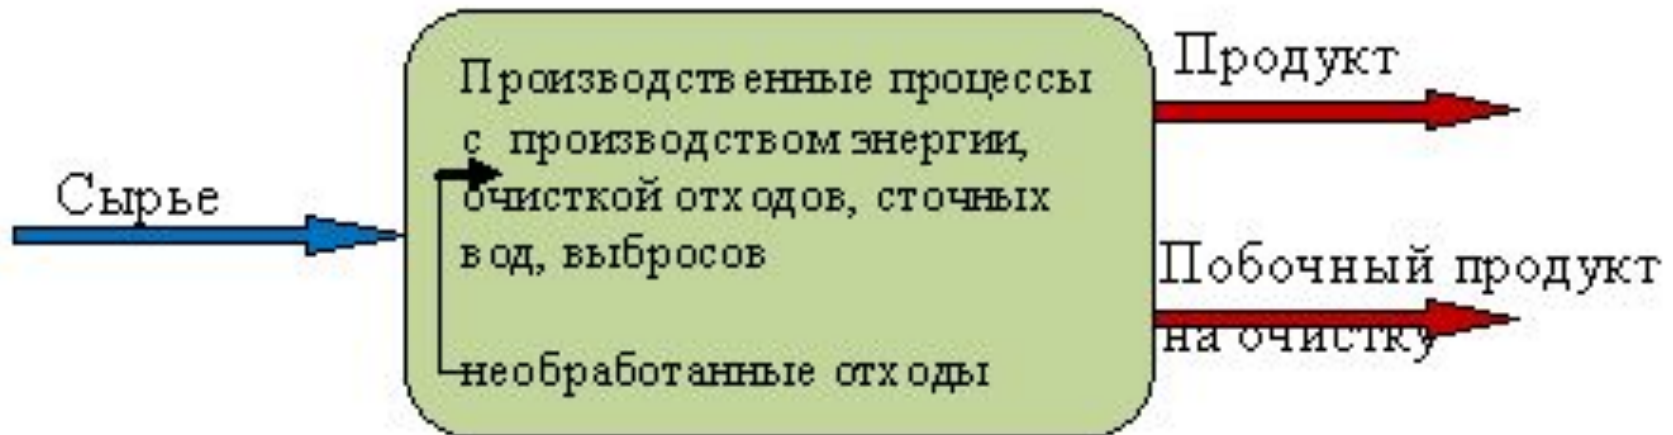 Сырье
Производственные процессы
с производством энергии,
очисткой отходов, сточных
вод, выбросов
необработанные отходы
Продукт
Побочный продукт
на очистку